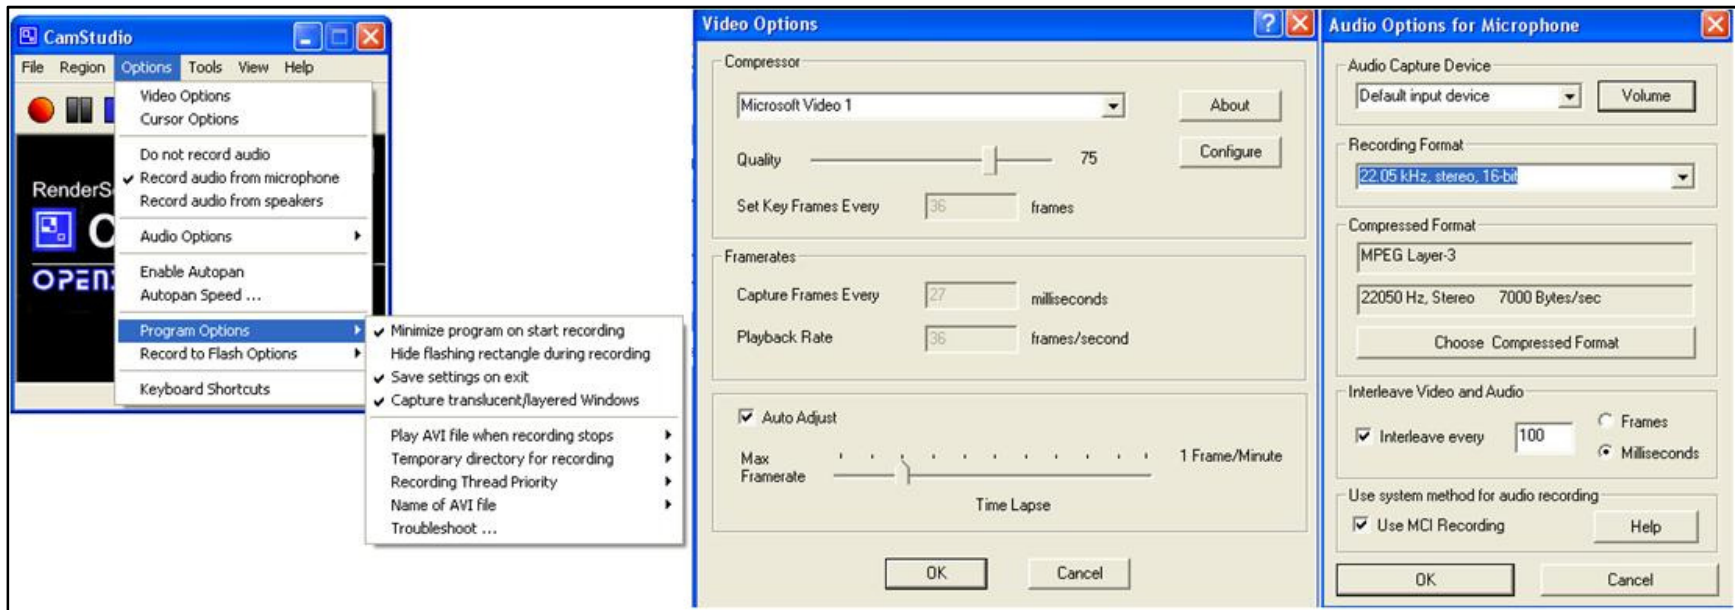 CamStudio
File Region Options Tools View Help
Video Options
Cursor Options
Do not record audio
Record audio from microphone
Record audio from speakers
Audio Options
Enable Autopan
Autopan Speed ...
Program Options
Record to Flash Options
Keyboard Shortcuts
RenderS
C
OPEN
Minimize program on start recording
Hide flashing rectangle during recording
Save settings on exit
Capture translucent/layered Windows
Play AVI file when recording stops
Temporary directory for recording
Recording Thread Priority
Name of AVI file
Troubleshoot ...
Video Options
Compressor
Microsoft Video 1
About
Quality 75
Configure
Set Key Frames Every 36 frames
Framerates
Capture Frames Every 27 milliseconds
Playback Rate 36 frames/second
Auto Adjust
Max Framerate
1 Frame/Minute
Time Lapse
OK Cancel
Audio Options for Microphone
Audio Capture Device
Default input device Volume
Recording Format
22.05 kHz, stereo, 16-bit
Compressed Format
MPEG Layer-3
22050 Hz, Stereo 7000 Bytes/sec
Choose Compressed Format
Interleave Video and Audio
Interleave every 100
Frames
Milliseconds
Use system method for audio recording
Use MCI Recording Help
OK Cancel